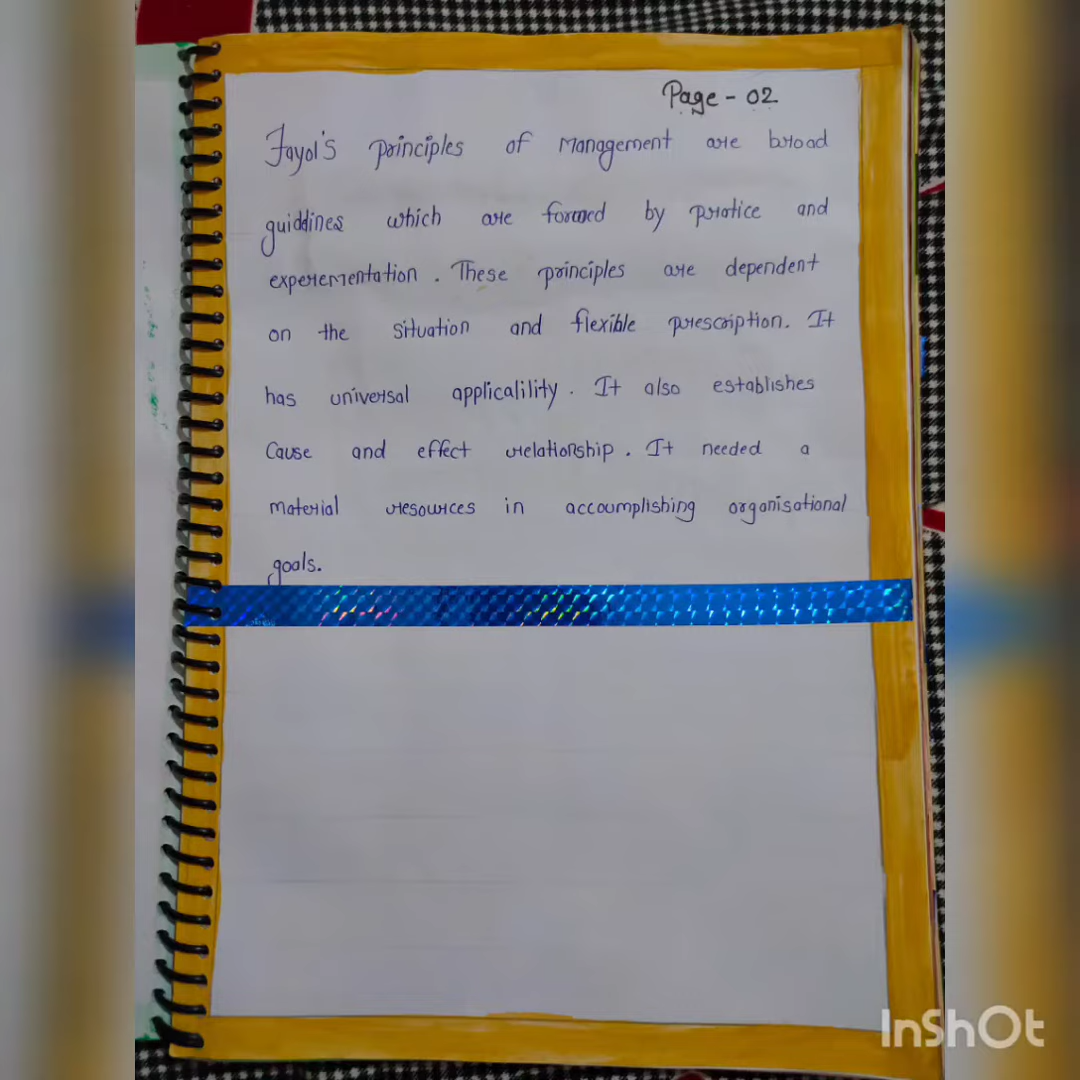 Page - 02
Fayol's principles of Management are broad
guidlines which are formed by pratice and
experementation. These principles are dependent
on the situation and flexible prescription. It
has universal applicalility. It also establishes
Cause and effect relationship. It needed a
material resources in accoumplishing organisational
goals.
InShOt